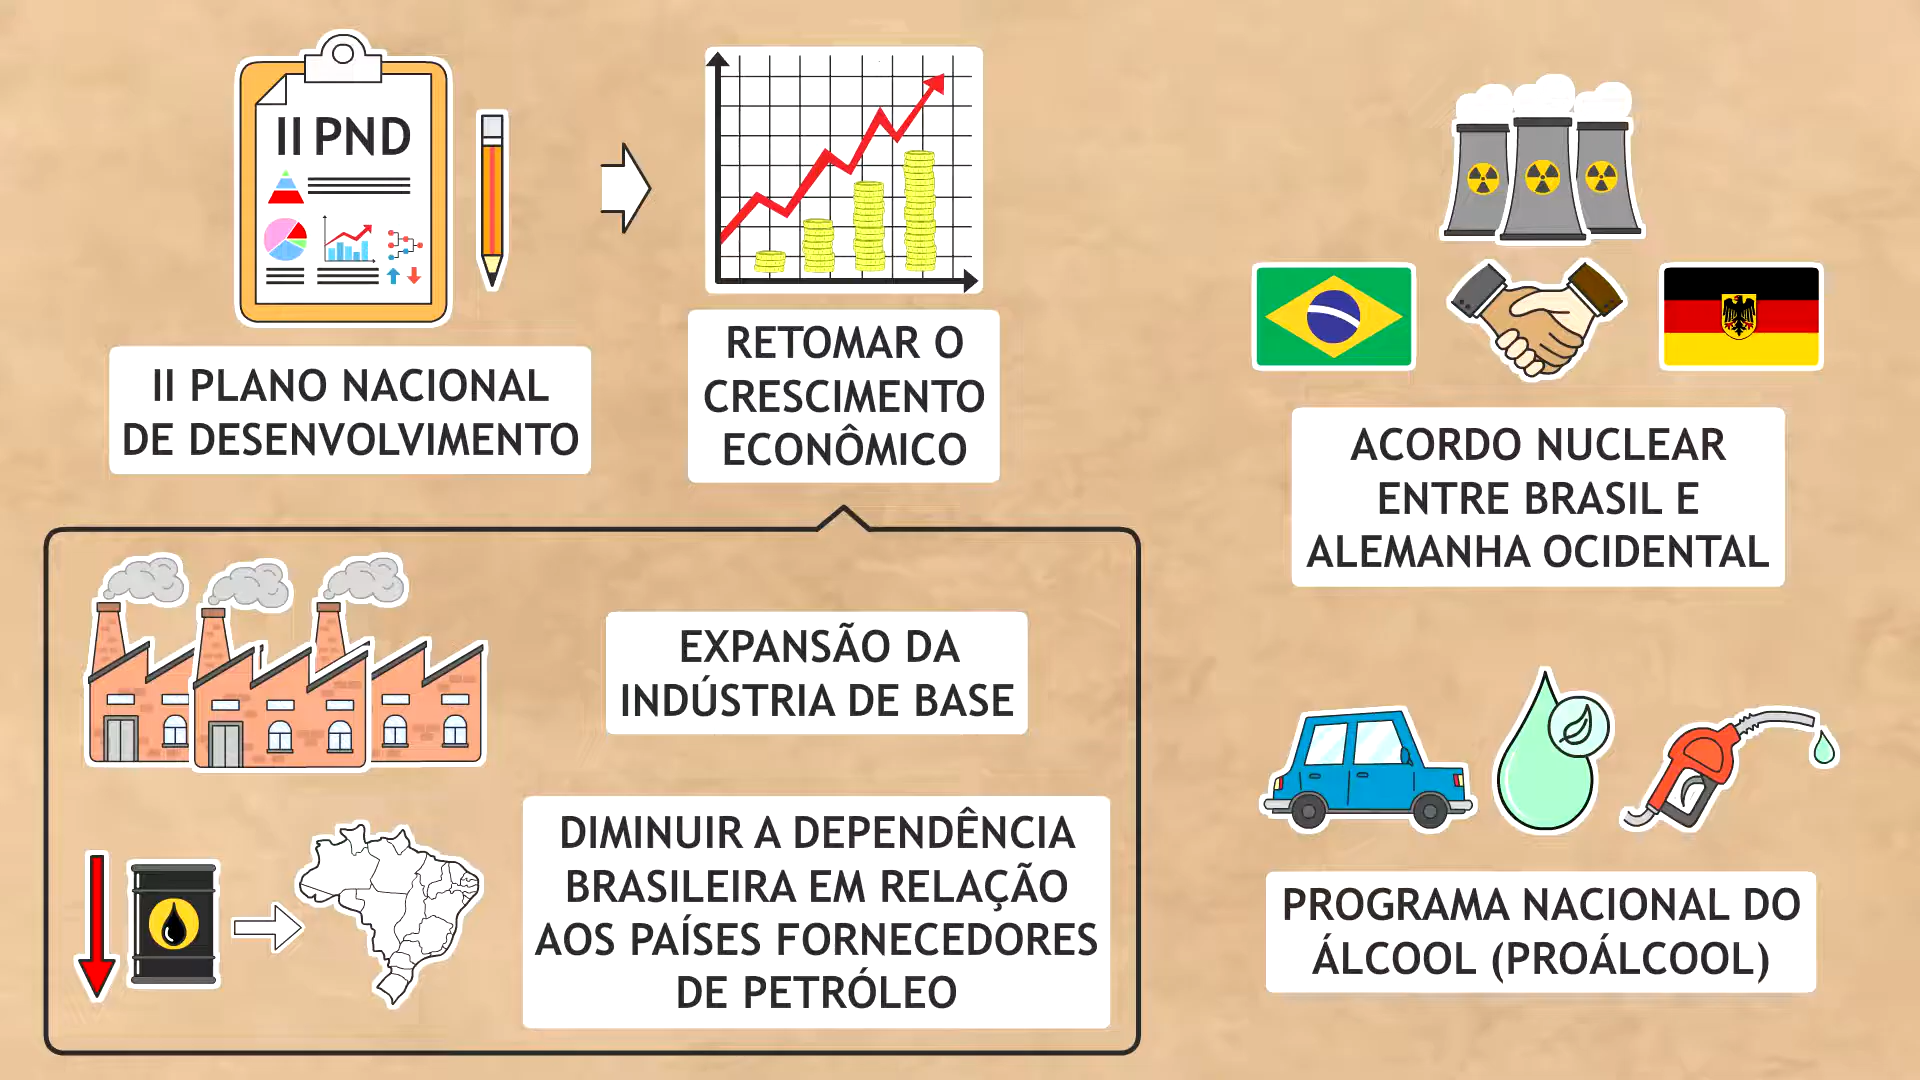 II PND
II PLANO NACIONAL
DE DESENVOLVIMENTO
RETOMAR O
CRESCIMENTO
ECONÔMICO
EXPANSÃO DA
INDÚSTRIA DE BASE
DIMINUIR A DEPENDÊNCIA
BRASILEIRA EM RELAÇÃO
AOS PAÍSES FORNECEDORES
DE PETRÓLEO
ACORDO NUCLEAR
ENTRE BRASIL E
ALEMANHA OCIDENTAL
PROGRAMA NACIONAL DO
ÁLCOOL (PROÁLCOOL)